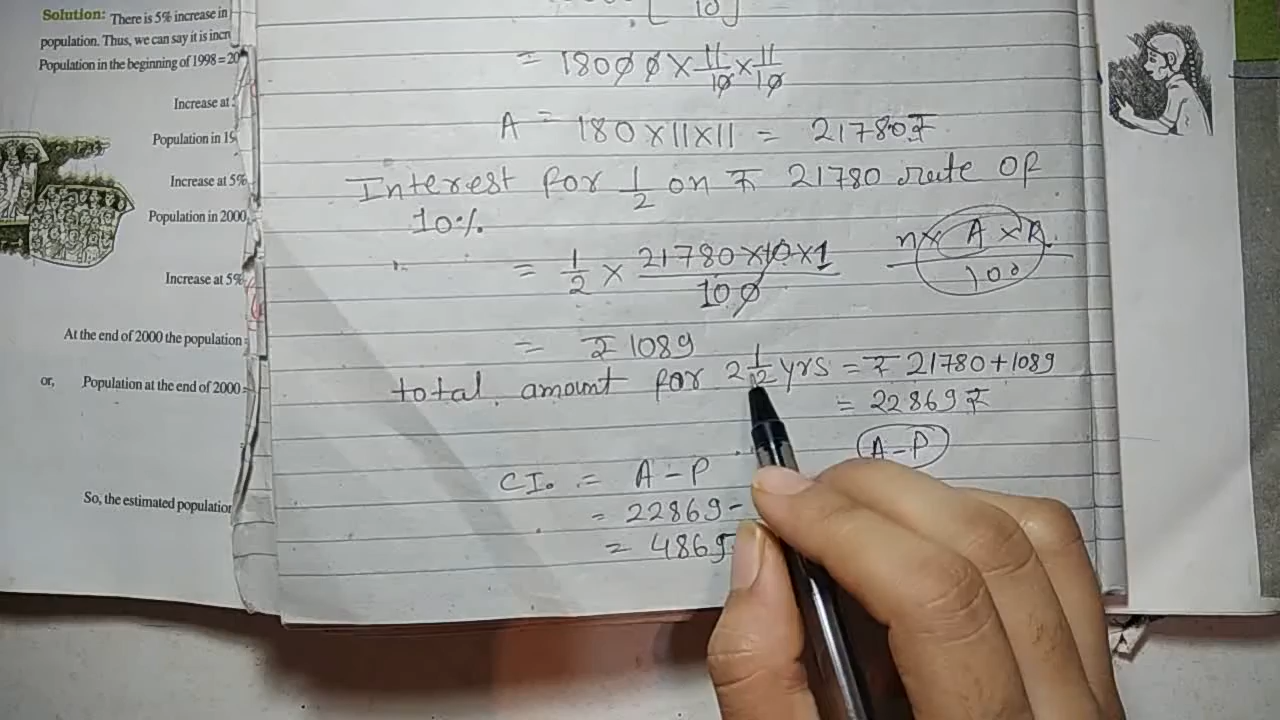 Solution: There is 5% increase in
population. Thus, we can say it is
Population in the beginning of 1998 = 20
Increase at
Population in 19
Increase at 5%
Population in 2000
Increase at 5%
At the end of 2000 the population =
or, Population at the end of 2000 =
So, the estimated population
10]
= 18000 × 11/10 × 11/10
A = 180×11×11 = 21780₹
Interest for 1/2 on ₹ 21780 rate of
10%
= 1/2 × 21780×10×1/100 n× A ×R/100
= ₹ 1089
total amount for 2 1/2 yrs = ₹ 21780+1089
= 22869₹
A-P
CI. = A-P
= 22869-
= 4869